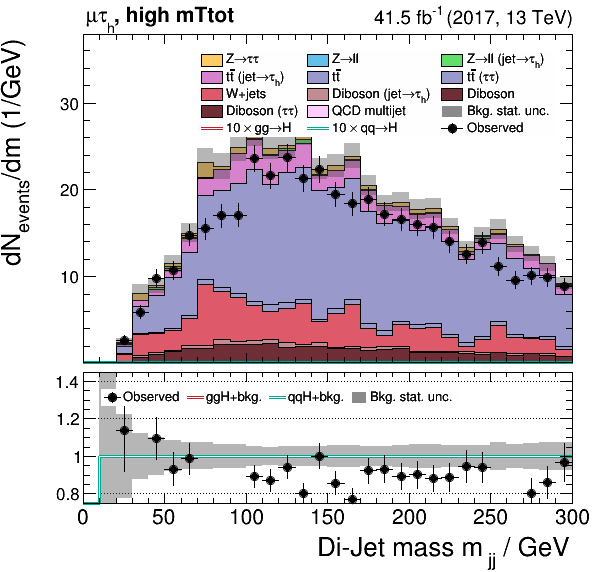 μτh, high mTtot 41.5 fb⁻¹ (2017, 13 TeV)
Z→ττ Z→ll Z→ll (jet→τh)
tt̄ (jet→τh) tt̄ tt̄ (ττ)
W+jets Diboson (jet→τh) Diboson
Diboson (ττ) QCD multijet Bkg. stat. unc.
10 × gg→H 10 × qq→H Observed
dNevents/dm (1/GeV)
30
20
10
Observed ggH+bkg. qqH+bkg. Bkg. stat. unc.
1.4
1.2
1
0.8
0 50 100 150 200 250 300
Di-Jet mass mjj / GeV